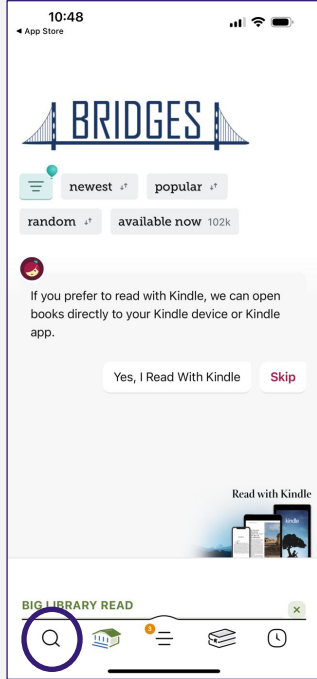 10:48
◄ App Store
BRIDGES
newest
popular
random
available now 102k
If you prefer to read with Kindle, we can open
books directly to your Kindle device or Kindle
app.
Yes, I Read With Kindle
Skip
Read with Kindle
kindle
BIG LIBRARY READ
3